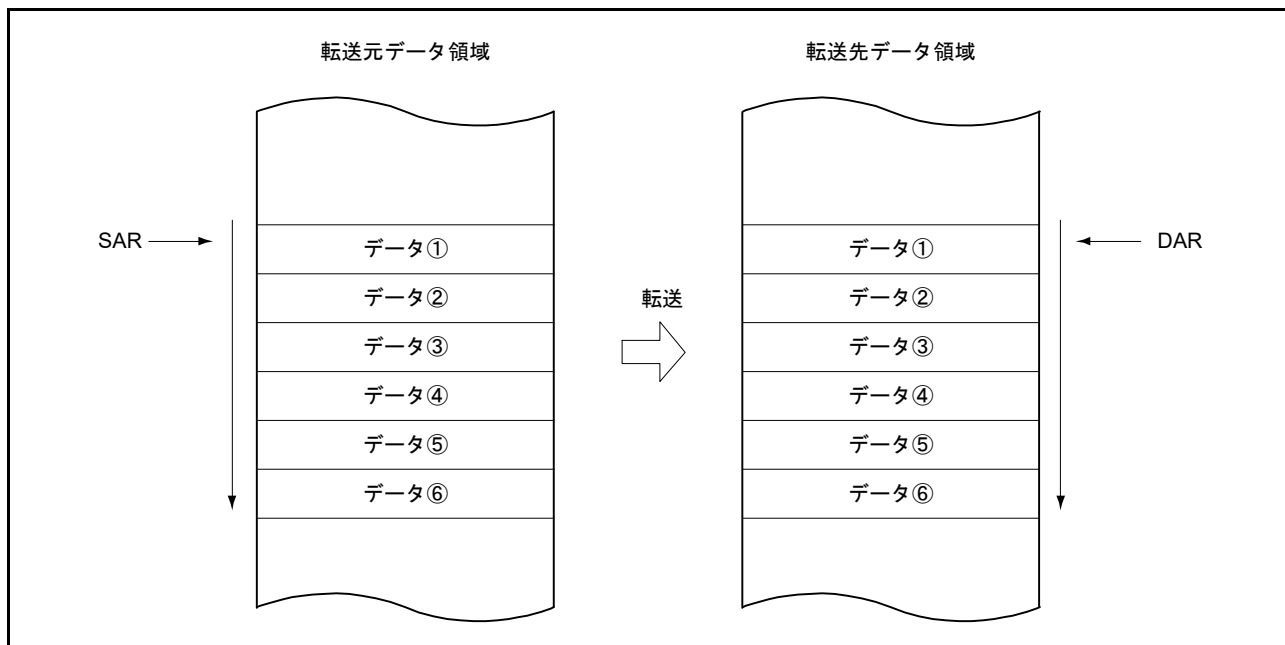 転送元データ領域
転送先データ領域
SAR
データ①
データ②
データ③
データ④
データ⑤
データ⑥
転送
データ①
データ②
データ③
データ④
データ⑤
データ⑥
DAR